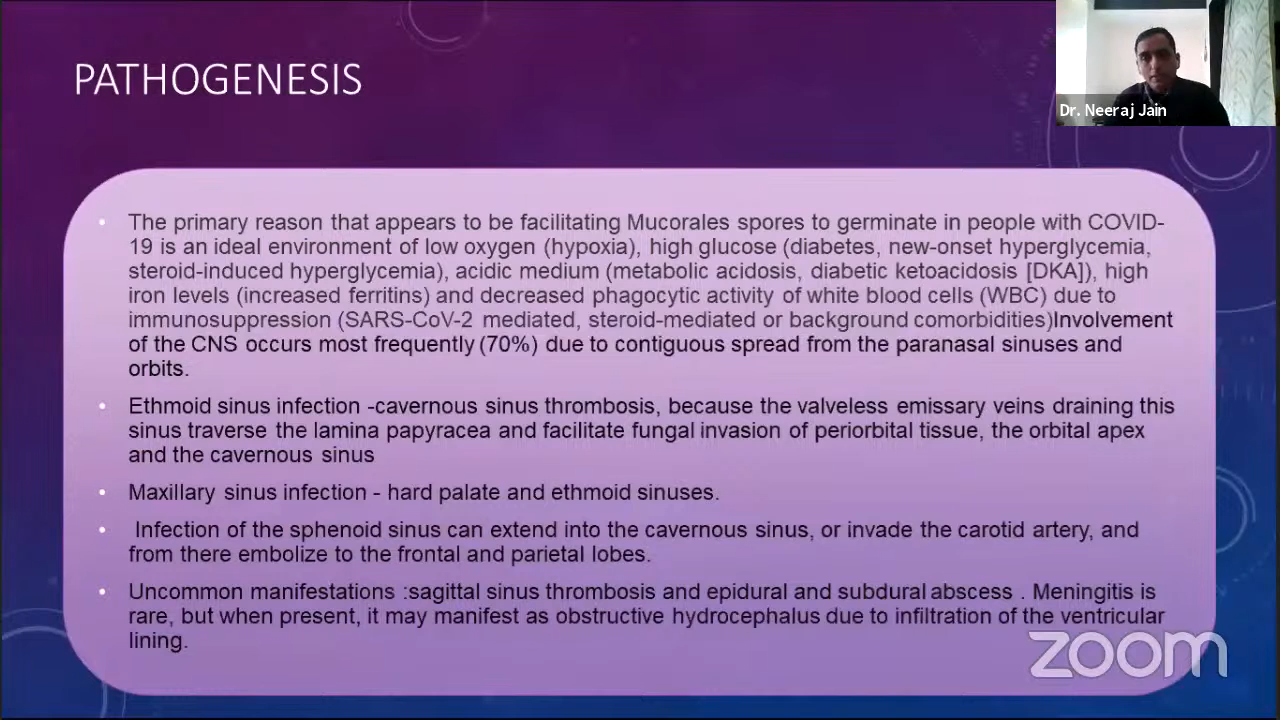 PATHOGENESIS
Dr. Neeraj Jain
• The primary reason that appears to be facilitating Mucorales spores to germinate in people with COVID-
19 is an ideal environment of low oxygen (hypoxia), high glucose (diabetes, new-onset hyperglycemia,
steroid-induced hyperglycemia), acidic medium (metabolic acidosis, diabetic ketoacidosis [DKA]), high
iron levels (increased ferritins) and decreased phagocytic activity of white blood cells (WBC) due to
immunosuppression (SARS-CoV-2 mediated, steroid-mediated or background comorbidities)Involvement
of the CNS occurs most frequently (70%) due to contiguous spread from the paranasal sinuses and
orbits.
• Ethmoid sinus infection -cavernous sinus thrombosis, because the valveless emissary veins draining this
sinus traverse the lamina papyracea and facilitate fungal invasion of periorbital tissue, the orbital apex
and the cavernous sinus
• Maxillary sinus infection - hard palate and ethmoid sinuses.
• Infection of the sphenoid sinus can extend into the cavernous sinus, or invade the carotid artery, and
from there embolize to the frontal and parietal lobes.
• Uncommon manifestations :sagittal sinus thrombosis and epidural and subdural abscess . Meningitis is
rare, but when present, it may manifest as obstructive hydrocephalus due to infiltration of the ventricular
lining.
zoom